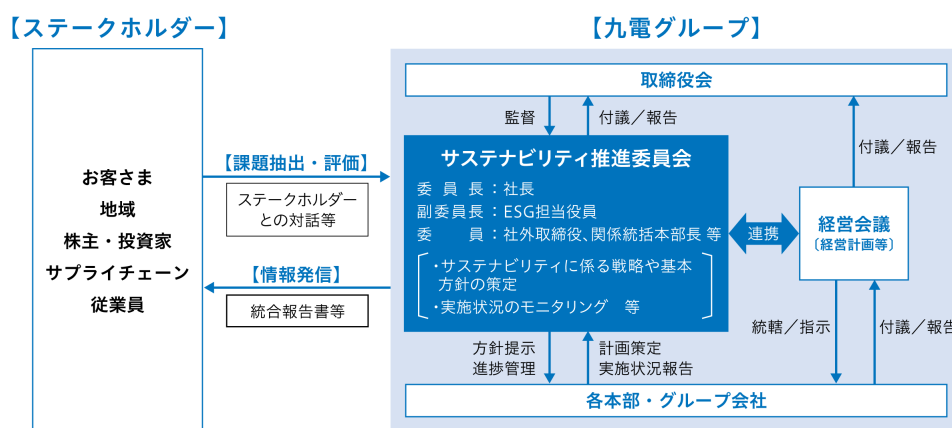 【ステークホルダー】
お客さま
地域
株主・投資家
サプライチェーン
従業員
【課題抽出・評価】
ステークホルダー
との対話等
【情報発信】
統合報告書等
【九電グループ】
取締役会
監督
付議／報告
サステナビリティ推進委員会
委員長：社長
副委員長：ESG担当役員
委員：社外取締役、関係統括本部長 等
・サステナビリティに係る戦略や基本
方針の策定
・実施状況のモニタリング 等
連携
付議／報告
経営会議
〔経営計画等〕
方針提示
進捗管理
計画策定
実施状況報告
統轄／指示
付議／報告
各本部・グループ会社